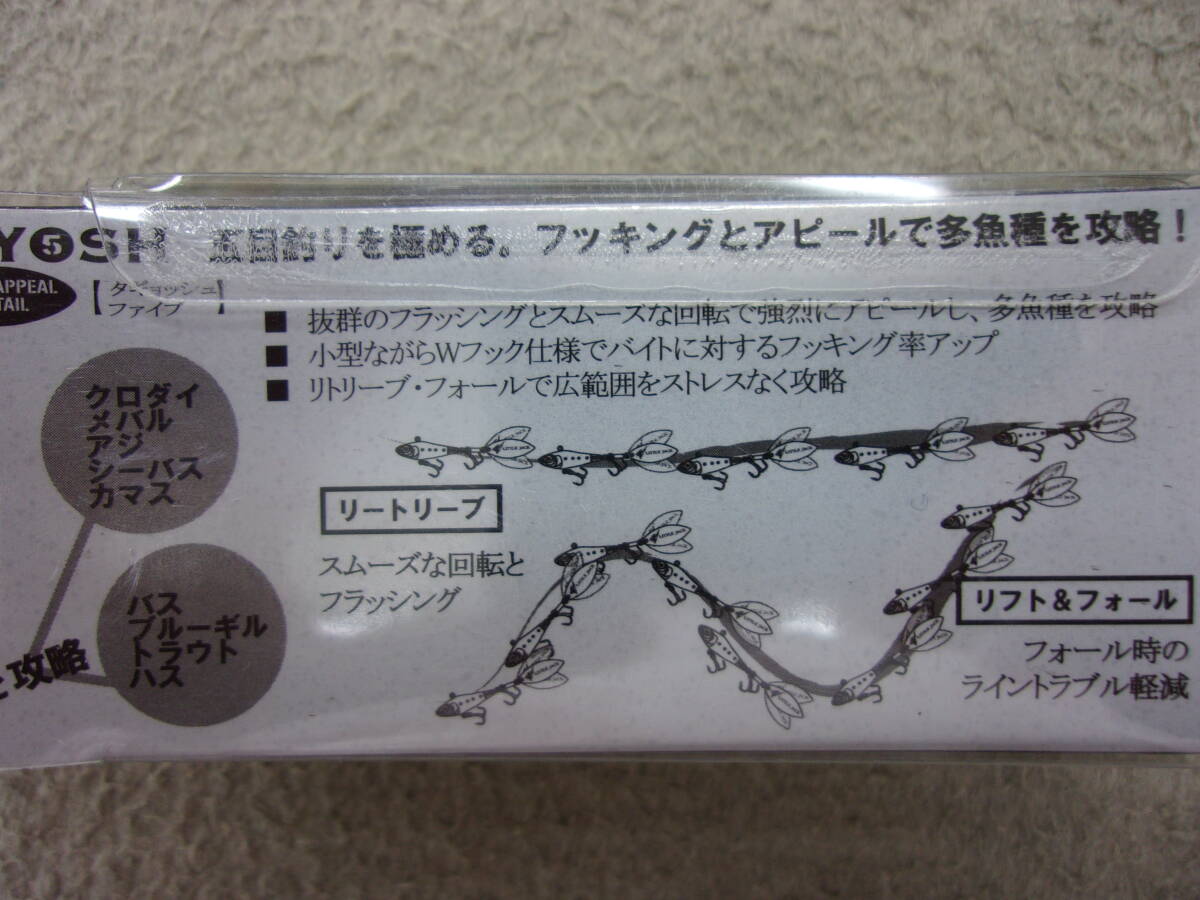 Y❺SH 五目釣りを極める。フッキングとアピールで多魚種を攻略!
APPEAL
TAIL
【ターギョッシュ
ファイブ】
■ 抜群のフラッシングとスムーズな回転で強烈にアピールし、多魚種を攻略
■ 小型ながらWフック仕様でバイトに対するフッキング率アップ
■ リトリーブ・フォールで広範囲をストレスなく攻略
クロダイ
メバル
アジ
シーバス
カマス
バス
ブルーギル
トラウト
ハス
と攻略
リートリーブ
スムーズな回転と
フラッシング
リフト&フォール
フォール時の
ライントラブル軽減